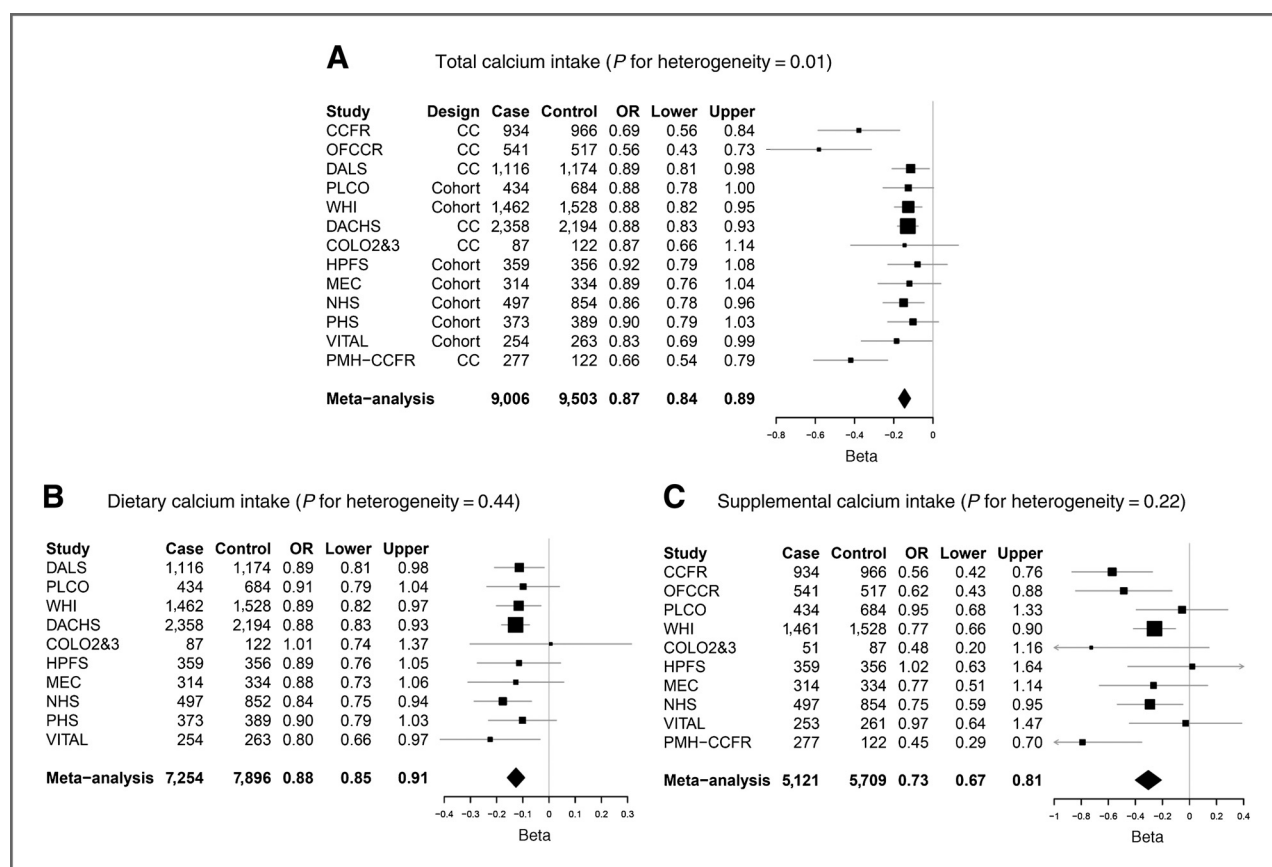 A Total calcium intake (P for heterogeneity = 0.01)
Study Design Case Control OR Lower Upper
CCFR CC 934 966 0.69 0.56 0.84
OFCCR CC 541 517 0.56 0.43 0.73
DALS CC 1,116 1,174 0.89 0.81 0.98
PLCO Cohort 434 684 0.88 0.78 1.00
WHI Cohort 1,462 1,528 0.88 0.82 0.95
DACHS CC 2,358 2,194 0.88 0.83 0.93
COLO2&3 CC 87 122 0.87 0.66 1.14
HPFS Cohort 359 356 0.92 0.79 1.08
MEC Cohort 314 334 0.89 0.76 1.04
NHS Cohort 497 854 0.86 0.78 0.96
PHS Cohort 373 389 0.90 0.79 1.03
VITAL Cohort 254 263 0.83 0.69 0.99
PMH−CCFR CC 277 122 0.66 0.54 0.79
Meta−analysis 9,006 9,503 0.87 0.84 0.89
−0.8 −0.6 −0.4 −0.2 0
Beta
B Dietary calcium intake (P for heterogeneity = 0.44)
Study Case Control OR Lower Upper
DALS 1,116 1,174 0.89 0.81 0.98
PLCO 434 684 0.91 0.79 1.04
WHI 1,462 1,528 0.89 0.82 0.97
DACHS 2,358 2,194 0.88 0.83 0.93
COLO2&3 87 122 1.01 0.74 1.37
HPFS 359 356 0.89 0.76 1.05
MEC 314 334 0.88 0.73 1.06
NHS 497 852 0.84 0.75 0.94
PHS 373 389 0.90 0.79 1.03
VITAL 254 263 0.80 0.66 0.97
Meta−analysis 7,254 7,896 0.88 0.85 0.91
−0.4 −0.3 −0.2 −0.1 0 0.1 0.2 0.3
Beta
C Supplemental calcium intake (P for heterogeneity = 0.22)
Study Case Control OR Lower Upper
CCFR 934 966 0.56 0.42 0.76
OFCCR 541 517 0.62 0.43 0.88
PLCO 434 684 0.95 0.68 1.33
WHI 1,461 1,528 0.77 0.66 0.90
COLO2&3 51 87 0.48 0.20 1.16
HPFS 359 356 1.02 0.63 1.64
MEC 314 334 0.77 0.51 1.14
NHS 497 854 0.75 0.59 0.95
VITAL 253 261 0.97 0.64 1.47
PMH−CCFR 277 122 0.45 0.29 0.70
Meta−analysis 5,121 5,709 0.73 0.67 0.81
−1 −0.8 −0.6 −0.4 −0.2 0 0.2 0.4
Beta